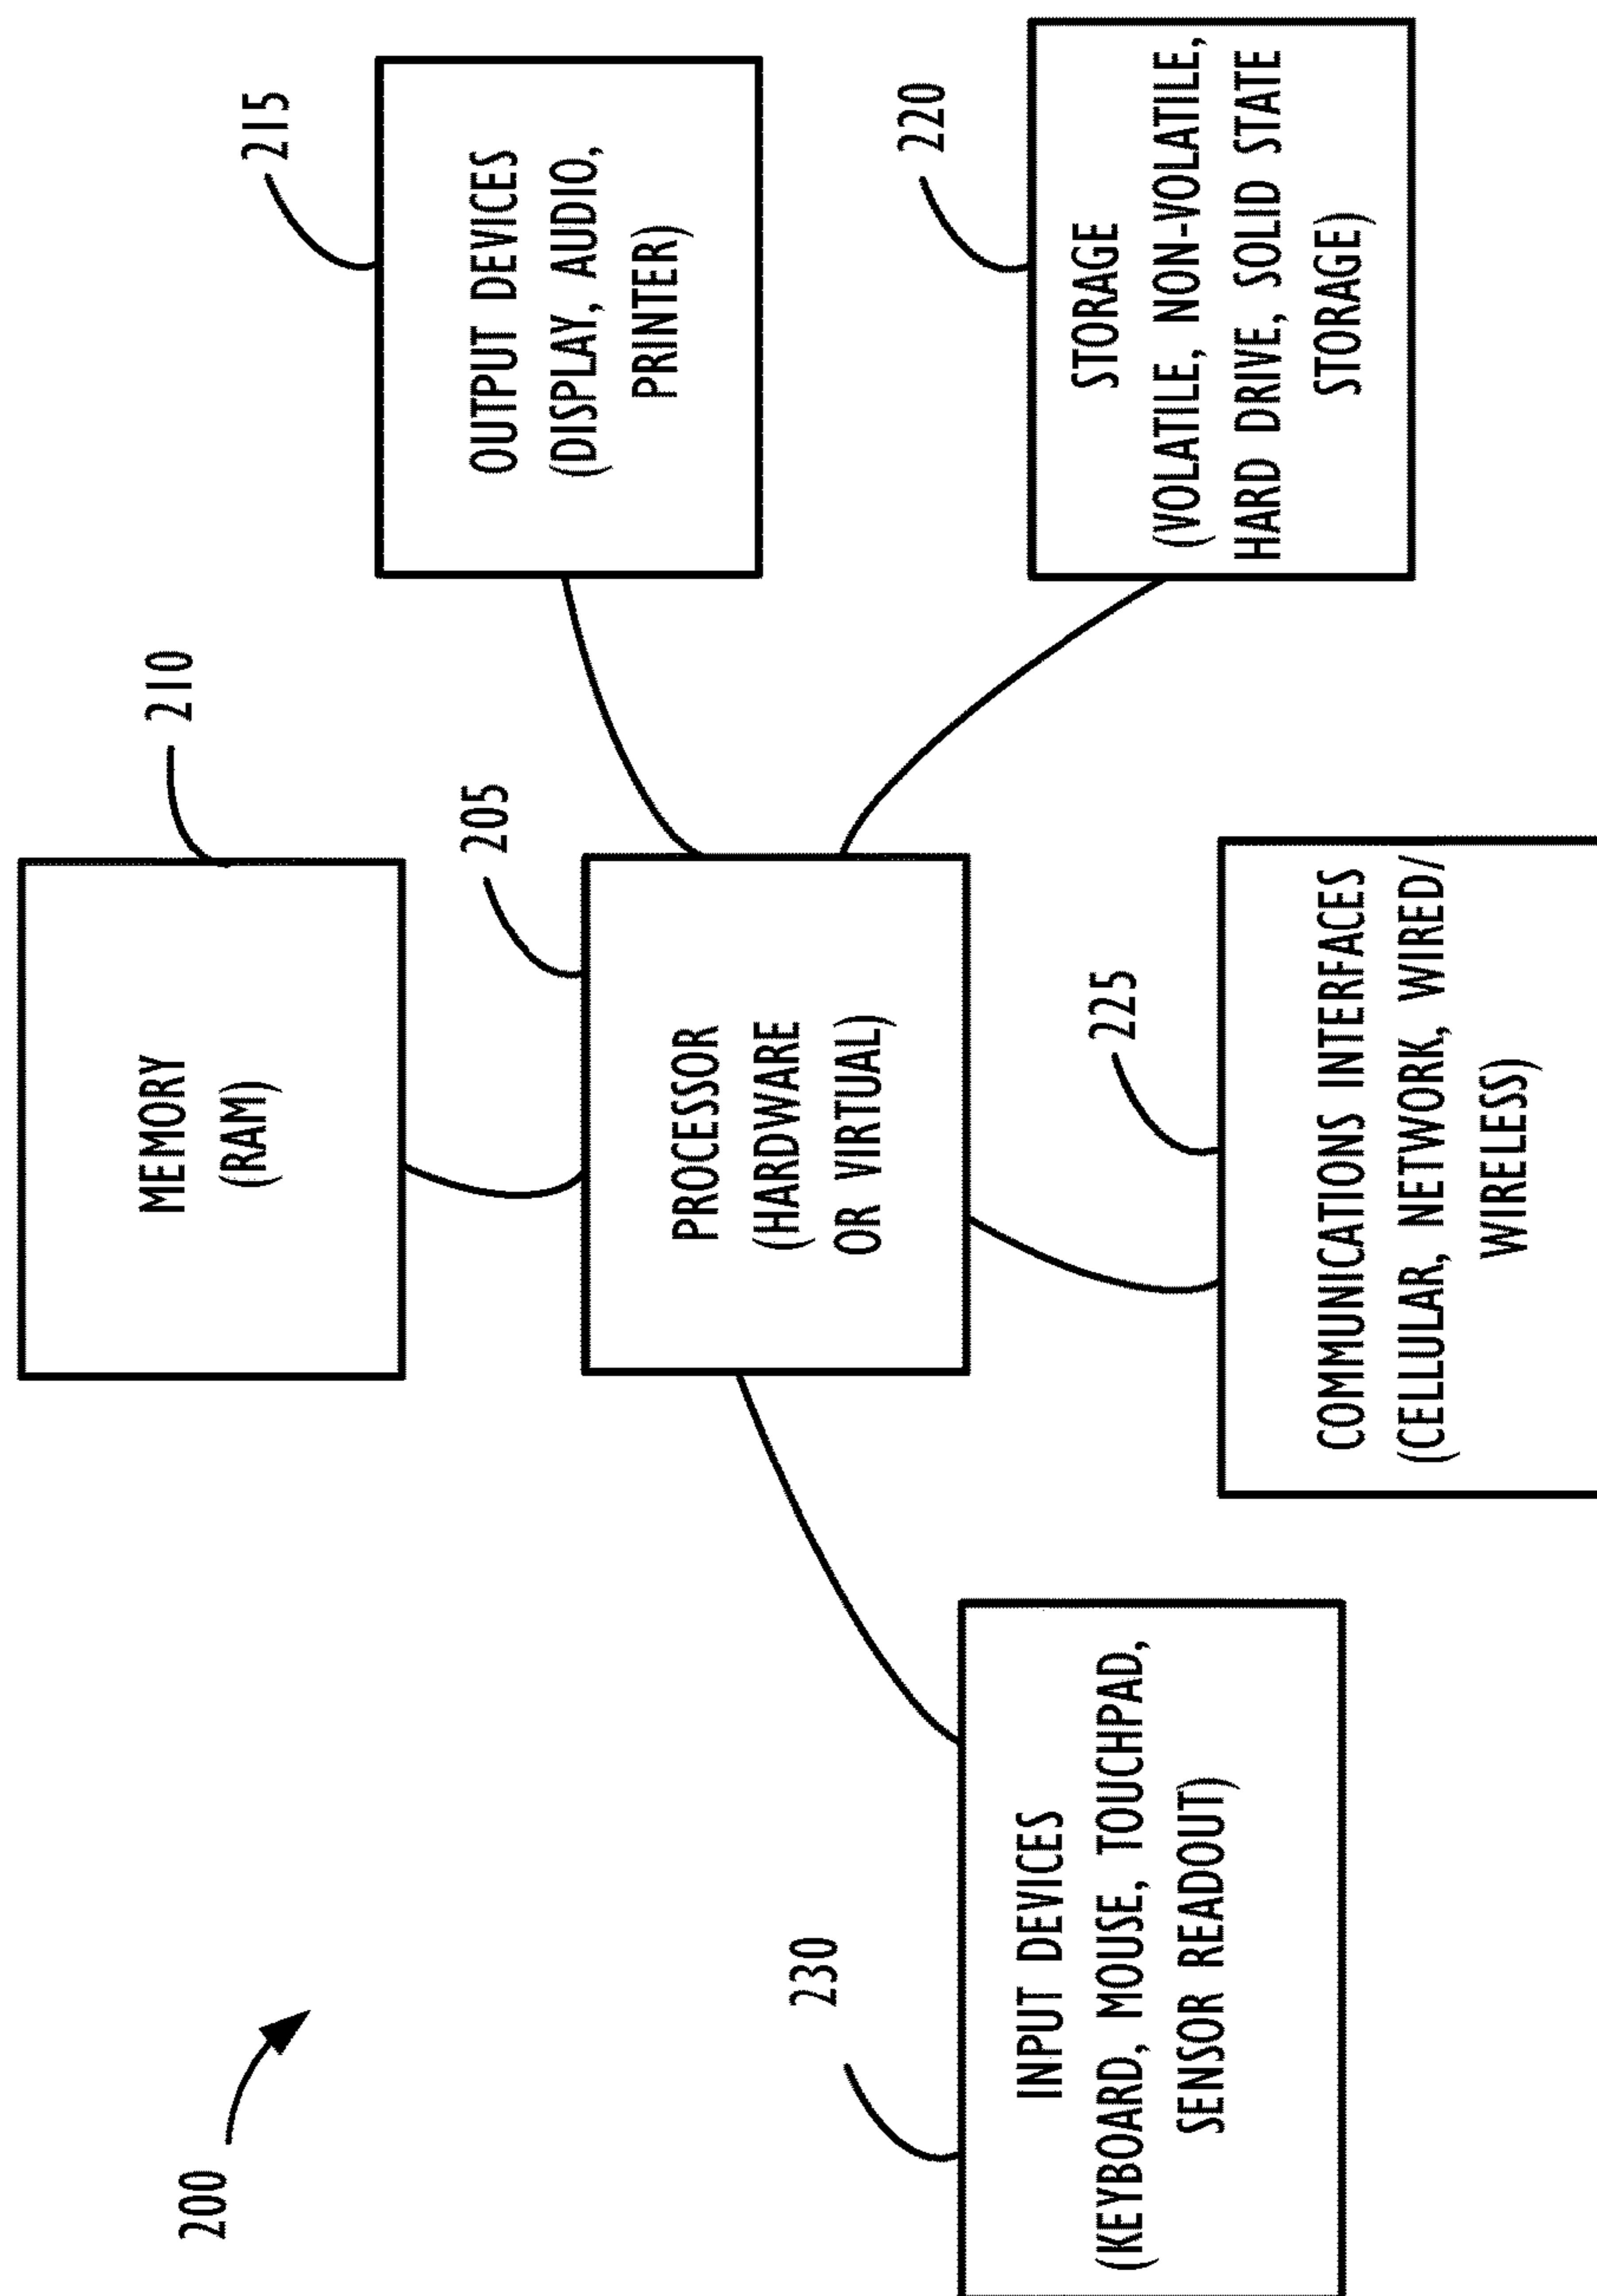 200
MEMORY
(RAM)
210
OUTPUT DEVICES
(DISPLAY, AUDIO,
PRINTER)
215
PROCESSOR
(HARDWARE
OR VIRTUAL)
205
INPUT DEVICES
(KEYBOARD, MOUSE, TOUCHPAD,
SENSOR READOUT)
230
COMMUNICATIONS INTERFACES
(CELLULAR, NETWORK, WIRED/
WIRELESS)
225
STORAGE
(VOLATILE, NON-VOLATILE,
HARD DRIVE, SOLID STATE
STORAGE)
220